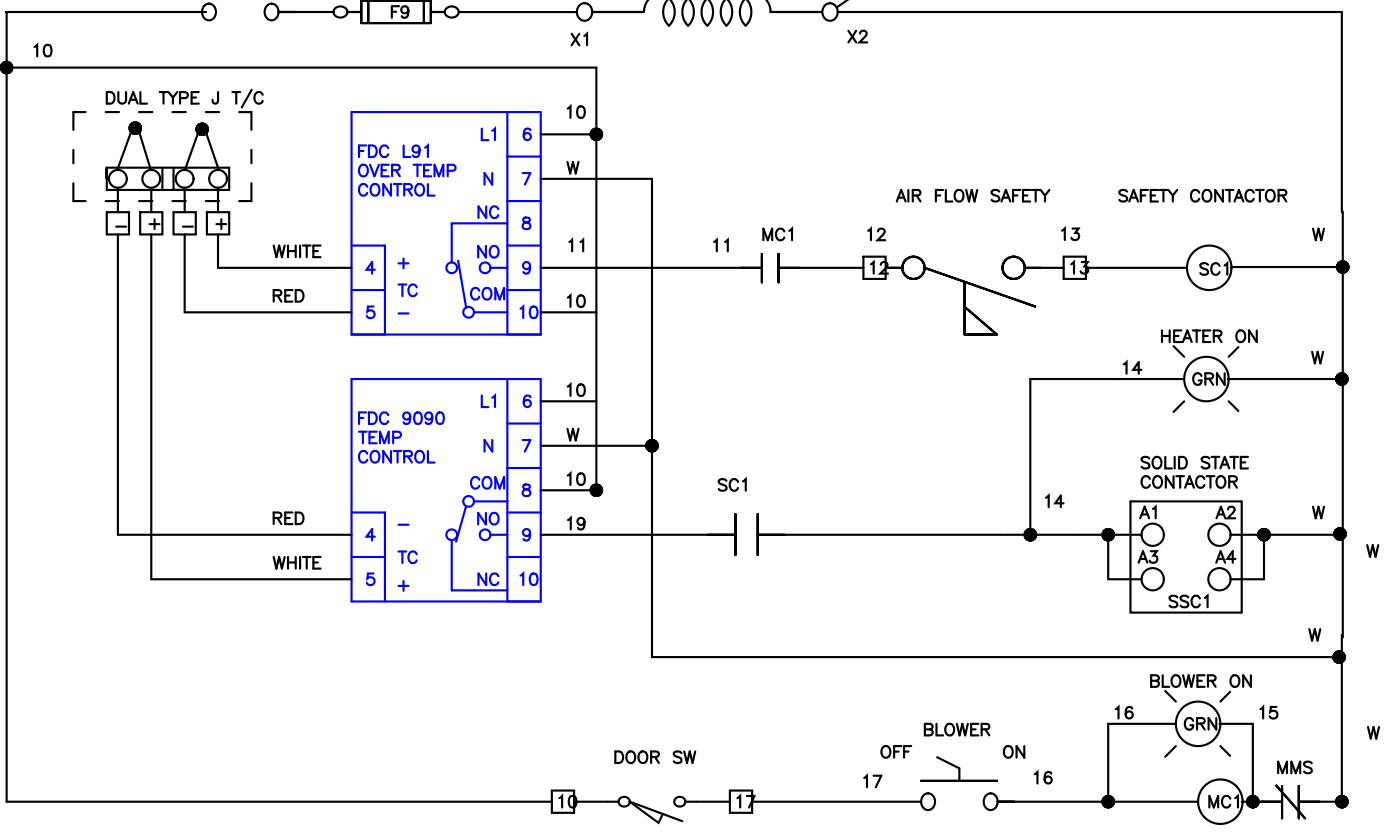 F9
X1
X2
10
DUAL TYPE J T/C
FDC L91
OVER TEMP
CONTROL
L1 6 10
N 7 W
NC 8
NO 9 11
COM 10 10
4 +
TC
5 −
WHITE
RED
− + − +
11
MC1
12
12
AIR FLOW SAFETY
13
13
SAFETY CONTACTOR
SC1
W
HEATER ON
14
GRN
W
FDC 9090
TEMP
CONTROL
L1 6 10
N 7 W
COM 8 10
NO 9 19
NC 10
4 −
TC
5 +
RED
WHITE
SC1
14
SOLID STATE
CONTACTOR
A1 A2
A3 A4
SSC1
W
W
W
BLOWER ON
16
GRN
15
W
DOOR SW
10
17
17
BLOWER
OFF ON
16
MC1
MMS